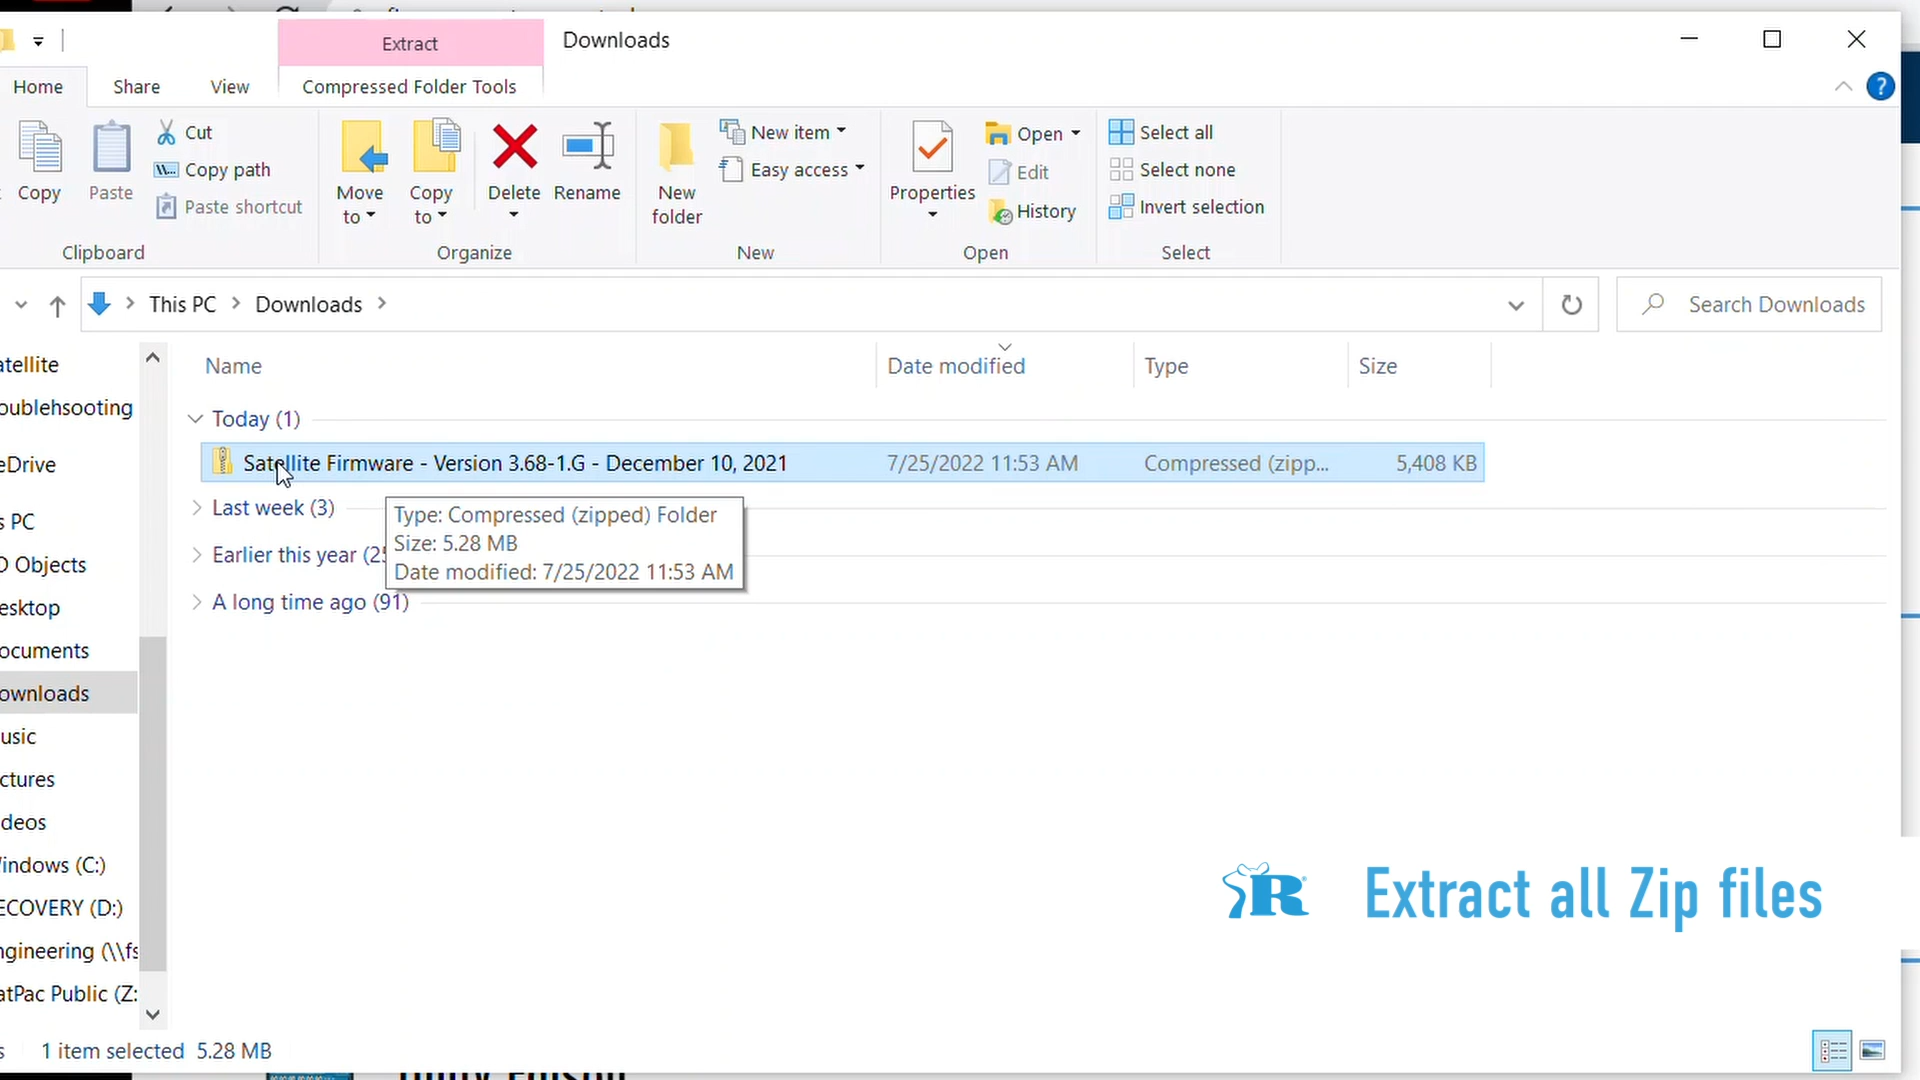 Extract
Downloads
Home
Share
View
Compressed Folder Tools
?
Copy
Paste
Cut
Copy path
Paste shortcut
Clipboard
Move to
Copy to
Delete
Rename
Organize
New folder
New item
Easy access
New
Properties
Open
Edit
History
Open
Select all
Select none
Invert selection
Select
This PC
Downloads
Search Downloads
Name
Date modified
Type
Size
atellite
oublehsooting
eDrive
s PC
D Objects
esktop
ocuments
ownloads
usic
ctures
deos
indows (C:)
ECOVERY (D:)
ngineering (\\fs
atPac Public (Z:
Today (1)
Satellite Firmware - Version 3.68-1.G - December 10, 2021 7/25/2022 11:53 AM Compressed (zipp... 5,408 KB
Last week (3)
Earlier this year (25
A long time ago (91)
Type: Compressed (zipped) Folder
Size: 5.28 MB
Date modified: 7/25/2022 11:53 AM
R
Extract all Zip files
s
1 item selected 5.28 MB